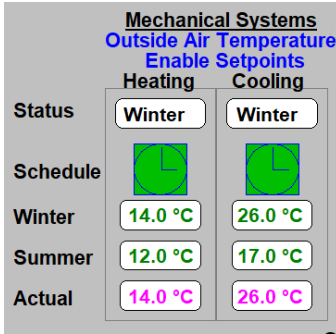 Mechanical Systems
Outside Air Temperature
Enable Setpoints
Heating Cooling
Status Winter Winter
Schedule
Winter 14.0 °C 26.0 °C
Summer 12.0 °C 17.0 °C
Actual 14.0 °C 26.0 °C